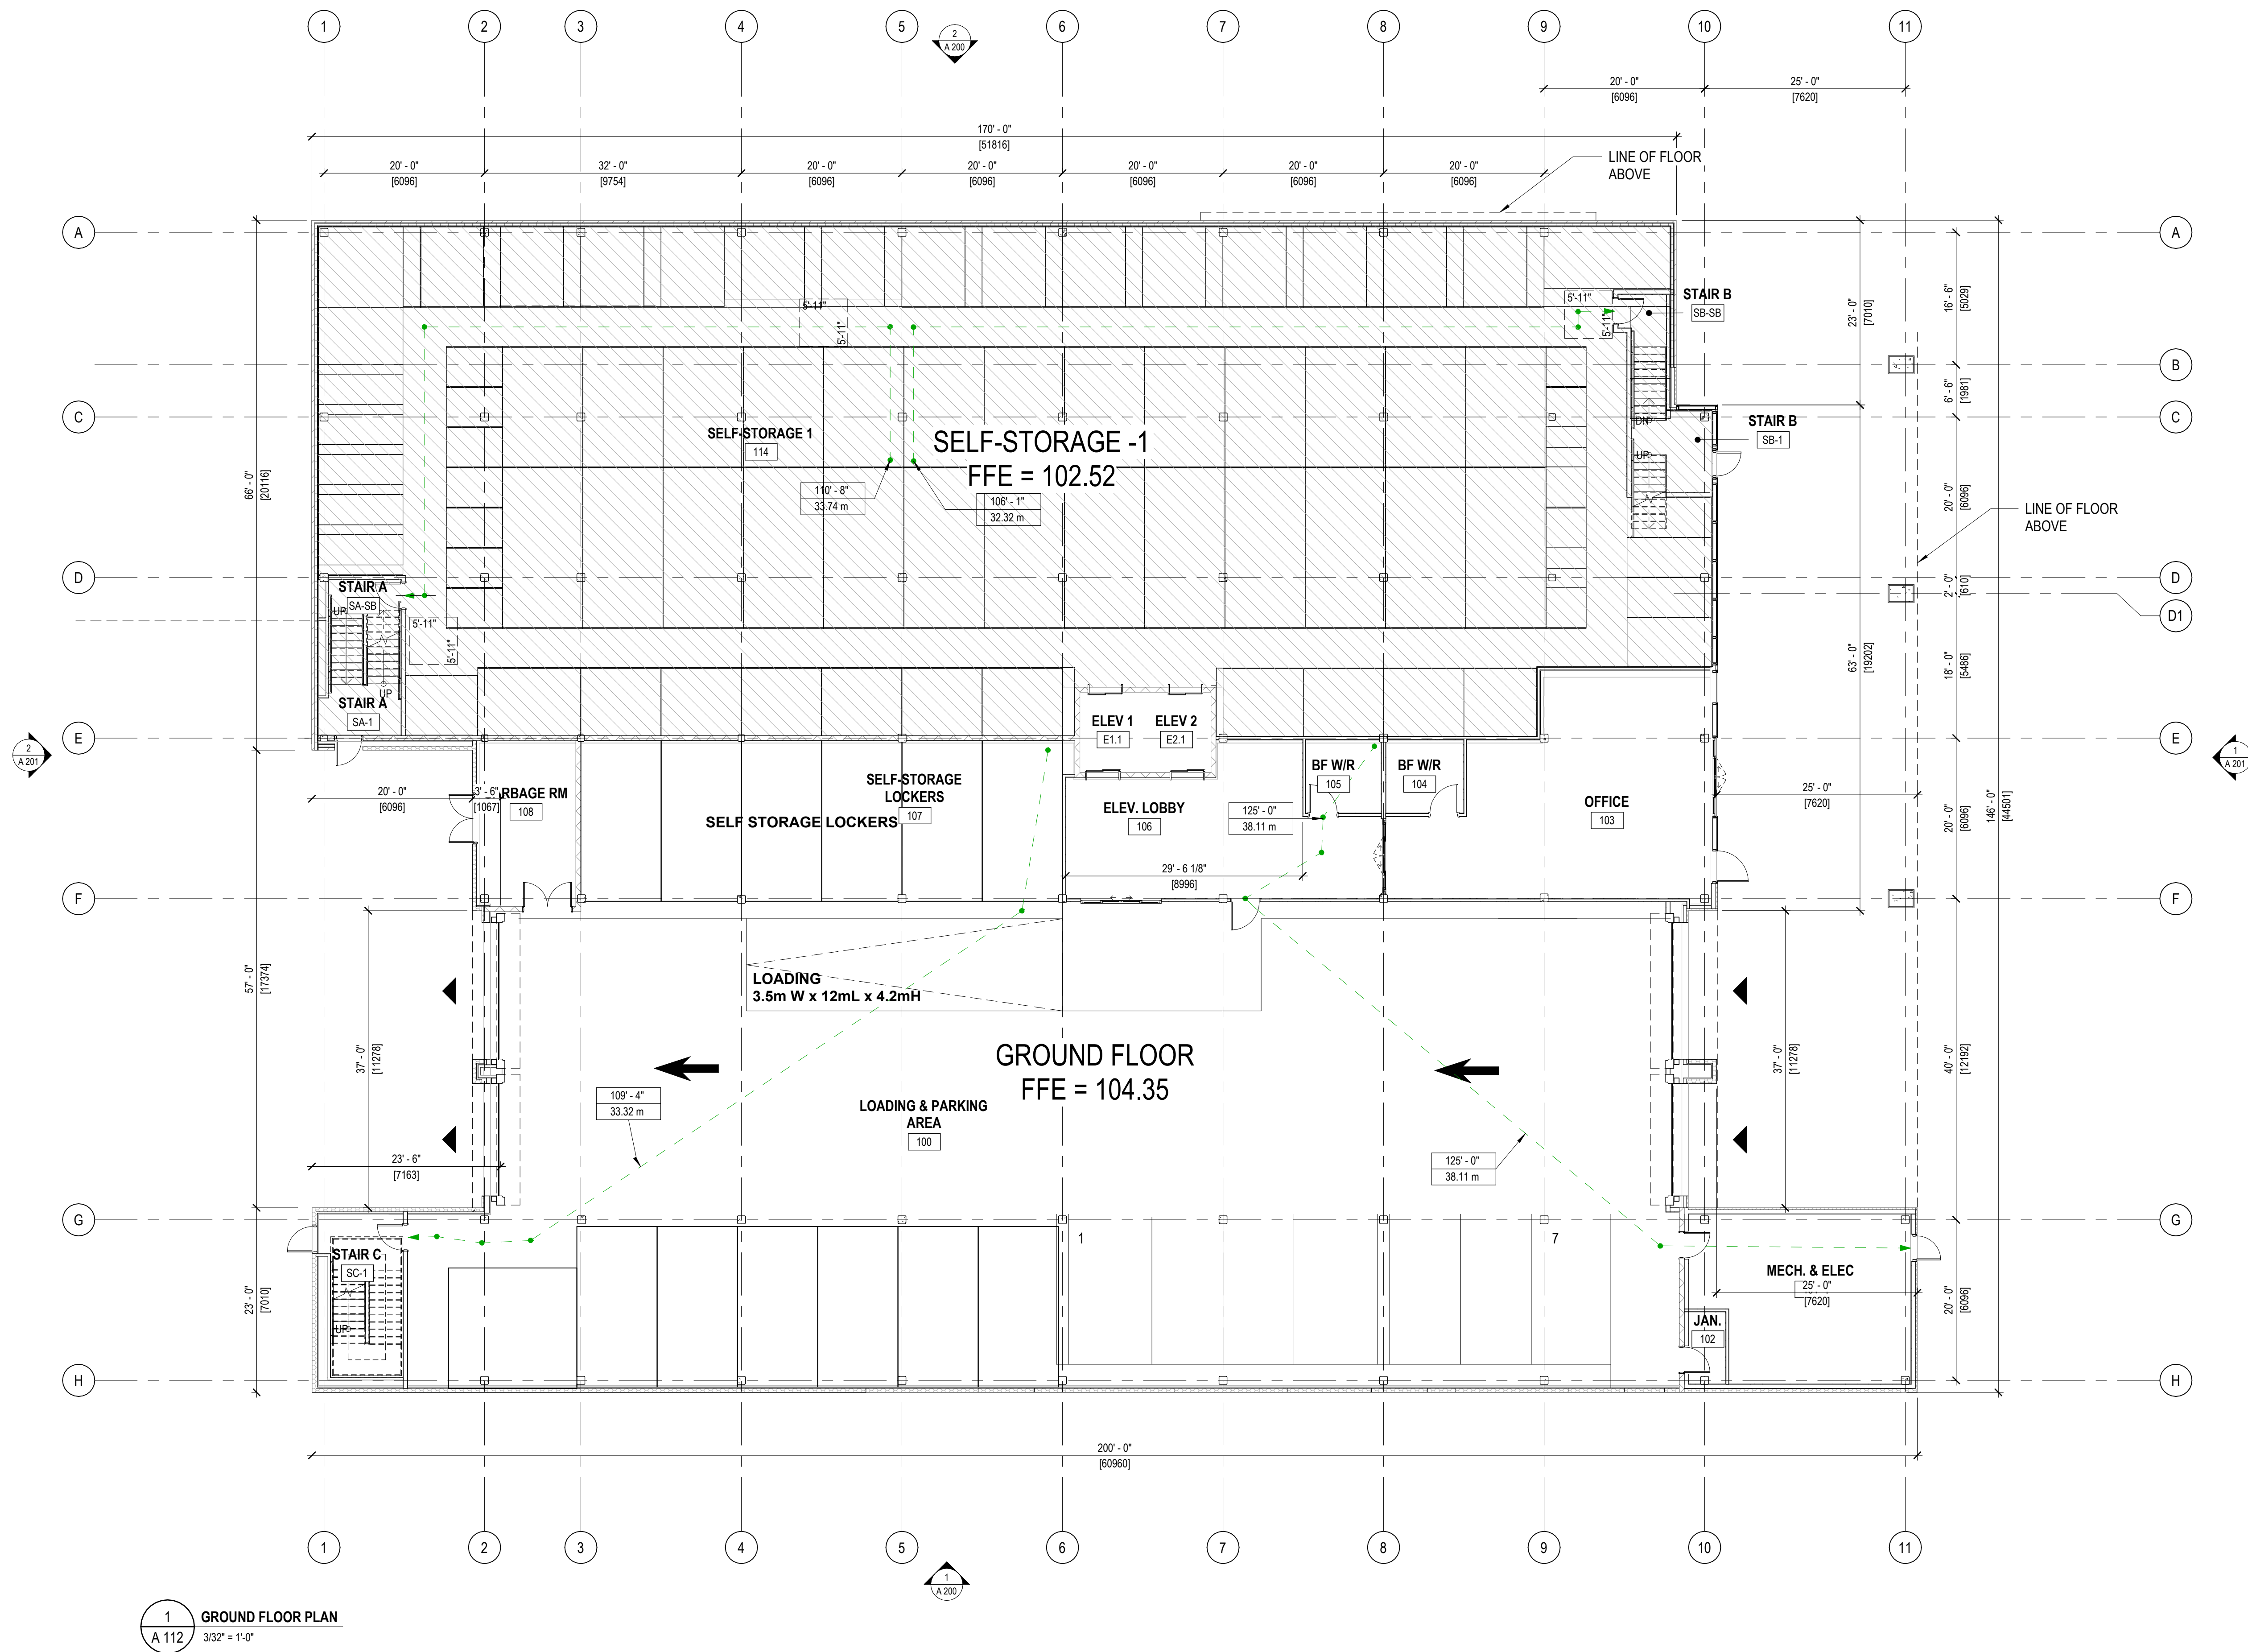 1
2
3
4
5
6
7
8
9
10
11
2
A 200
20' - 0"
[6096]
25' - 0"
[7620]
170' - 0"
[51816]
20' - 0"
[6096]
32' - 0"
[9754]
20' - 0"
[6096]
20' - 0"
[6096]
20' - 0"
[6096]
20' - 0"
[6096]
20' - 0"
[6096]
LINE OF FLOOR
ABOVE
A
A
16' - 6"
[5029]
23' - 0"
[7010]
STAIR B
SB-SB
5'-11"
5'-11"
5'-11"
5'-11"
B
6' - 6"
[1981]
C
C
STAIR B
SB-1
DN
UP
SELF-STORAGE 1
114
SELF-STORAGE -1
FFE = 102.52
110' - 8"
33.74 m
106' - 1"
32.32 m
66' - 0"
[20116]
20' - 0"
[6096]
LINE OF FLOOR
ABOVE
D
D
2' - 0"
[610]
D1
STAIR A
SA-SB
UP
5'-11"
5'-11"
UP
STAIR A
SA-1
63' - 0"
[19202]
18' - 0"
[5486]
ELEV 1
E1.1
ELEV 2
E2.1
E
E
2
A 201
1
A 201
20' - 0"
[6096]
3' - 6"
[1067]
RBAGE RM
108
SELF-STORAGE
LOCKERS
107
SELF STORAGE LOCKERS
ELEV. LOBBY
106
125' - 0"
38.11 m
BF W/R
105
BF W/R
104
OFFICE
103
25' - 0"
[7620]
20' - 0"
[6096]
146' - 0"
[44501]
29' - 6 1/8"
[8996]
F
F
LOADING
3.5m W x 12mL x 4.2mH
57' - 0"
[17374]
37' - 0"
[11278]
GROUND FLOOR
FFE = 104.35
37' - 0"
[11278]
40' - 0"
[12192]
109' - 4"
33.32 m
LOADING & PARKING
AREA
100
125' - 0"
38.11 m
23' - 6"
[7163]
G
G
1
7
STAIR C
SC-1
UP
23' - 0"
[7010]
MECH. & ELEC
25' - 0"
[7620]
JAN.
102
20' - 0"
[6096]
H
H
200' - 0"
[60960]
1
2
3
4
5
6
7
8
9
10
11
1
A 200
1
A 112
GROUND FLOOR PLAN
3/32" = 1'-0"